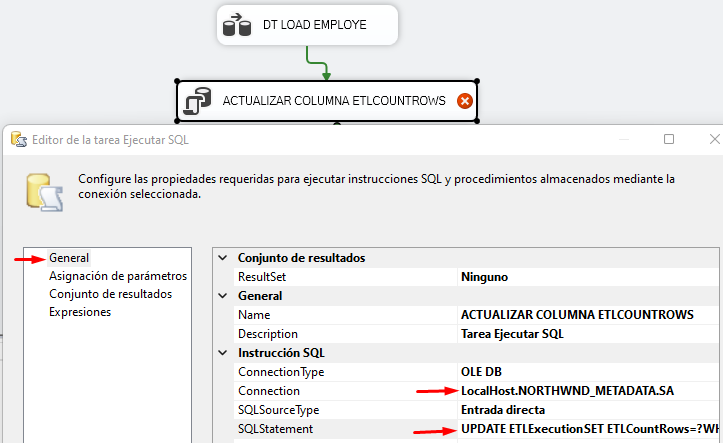 DT LOAD EMPLOYE
ACTUALIZAR COLUMNA ETLCOUNTROWS
Editor de la tarea Ejecutar SQL
Configure las propiedades requeridas para ejecutar instrucciones SQL y procedimientos almacenados mediante la
conexión seleccionada.
General
Asignación de parámetros
Conjunto de resultados
Expresiones
Conjunto de resultados
ResultSet Ninguno
General
Name ACTUALIZAR COLUMNA ETLCOUNTROWS
Description Tarea Ejecutar SQL
Instrucción SQL
ConnectionType OLE DB
Connection LocalHost.NORTHWND_METADATA.SA
SQLSourceType Entrada directa
SQLStatement UPDATE ETLExecutionSET ETLCountRows=?WH